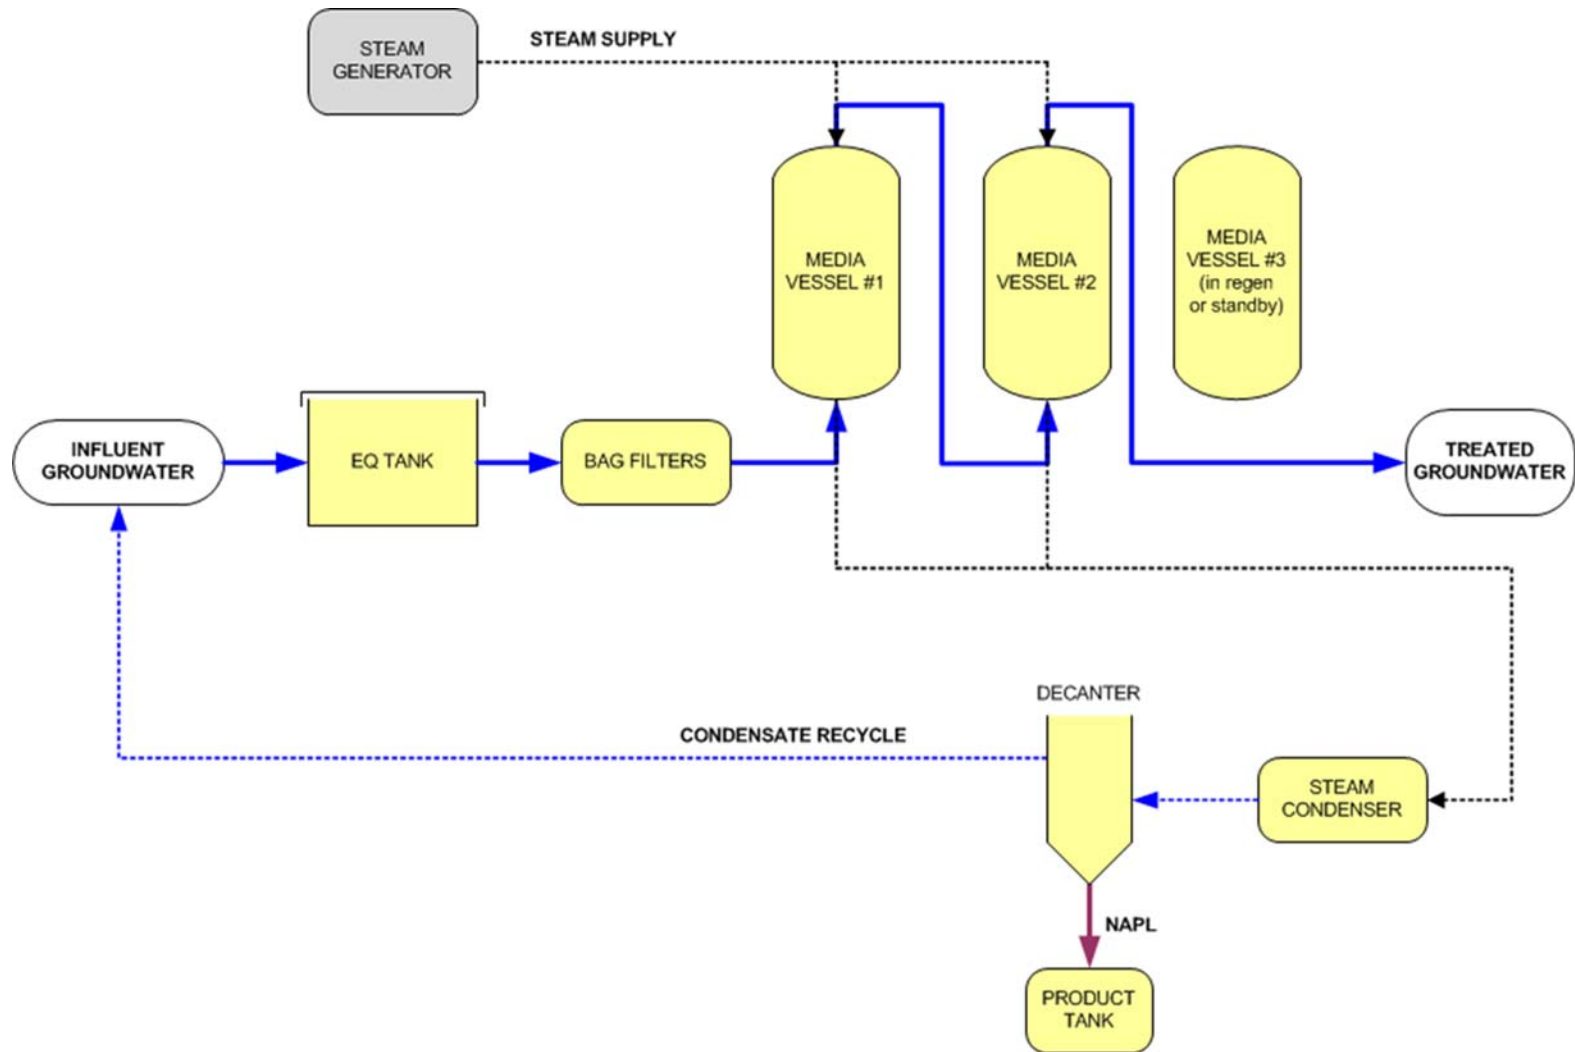 STEAM
GENERATOR
STEAM SUPPLY
MEDIA
VESSEL #1
MEDIA
VESSEL #2
MEDIA
VESSEL #3
(in regen
or standby)
INFLUENT
GROUNDWATER
EQ TANK
BAG FILTERS
TREATED
GROUNDWATER
DECANTER
CONDENSATE RECYCLE
STEAM
CONDENSER
NAPL
PRODUCT
TANK